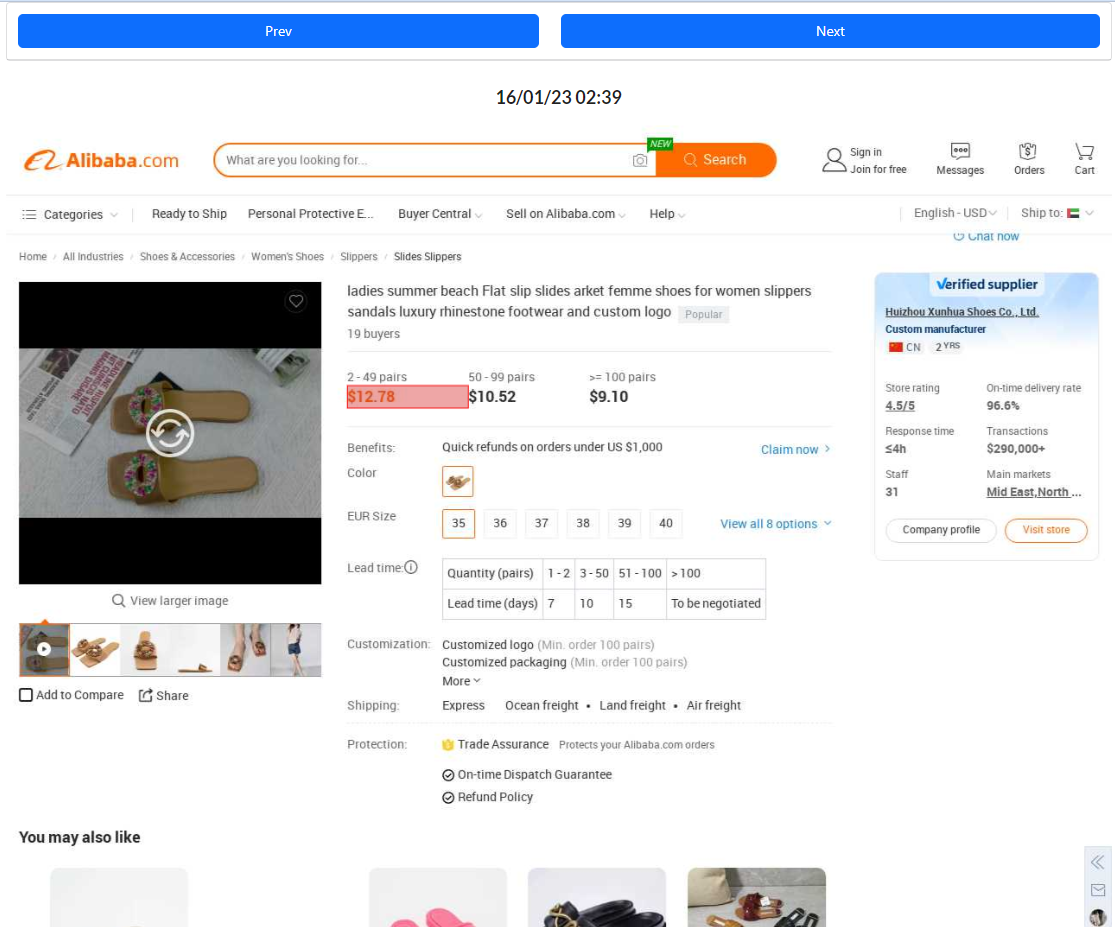 Prev
Next
16/01/23 02:39
Alibaba.com
What are you looking for...
NEW
Search
Sign in
Join for free
Messages
Orders
Cart
Categories
Ready to Ship
Personal Protective E...
Buyer Central
Sell on Alibaba.com
Help
English - USD
Ship to:
Chat now
Home / All Industries / Shoes & Accessories / Women's Shoes / Slippers / Slides Slippers
ladies summer beach Flat slip slides arket femme shoes for women slippers
sandals luxury rhinestone footwear and custom logo Popular
19 buyers
2 - 49 pairs
50 - 99 pairs
>= 100 pairs
$12.78
$10.52
$9.10
Benefits:
Quick refunds on orders under US $1,000
Claim now
Color
EUR Size
35 36 37 38 39 40
View all 8 options
Lead time:
Quantity (pairs) 1 - 2 3 - 50 51 - 100 > 100
Lead time (days) 7 10 15 To be negotiated
Customization:
Customized logo (Min. order 100 pairs)
Customized packaging (Min. order 100 pairs)
More
Shipping:
Express Ocean freight • Land freight • Air freight
Protection:
Trade Assurance Protects your Alibaba.com orders
On-time Dispatch Guarantee
Refund Policy
View larger image
Add to Compare
Share
Verified supplier
Huizhou Xunhua Shoes Co., Ltd.
Custom manufacturer
CN 2 YRS
Store rating
On-time delivery rate
4.5/5
96.6%
Response time
Transactions
≤4h
$290,000+
Staff
Main markets
31
Mid East,North ...
Company profile
Visit store
You may also like